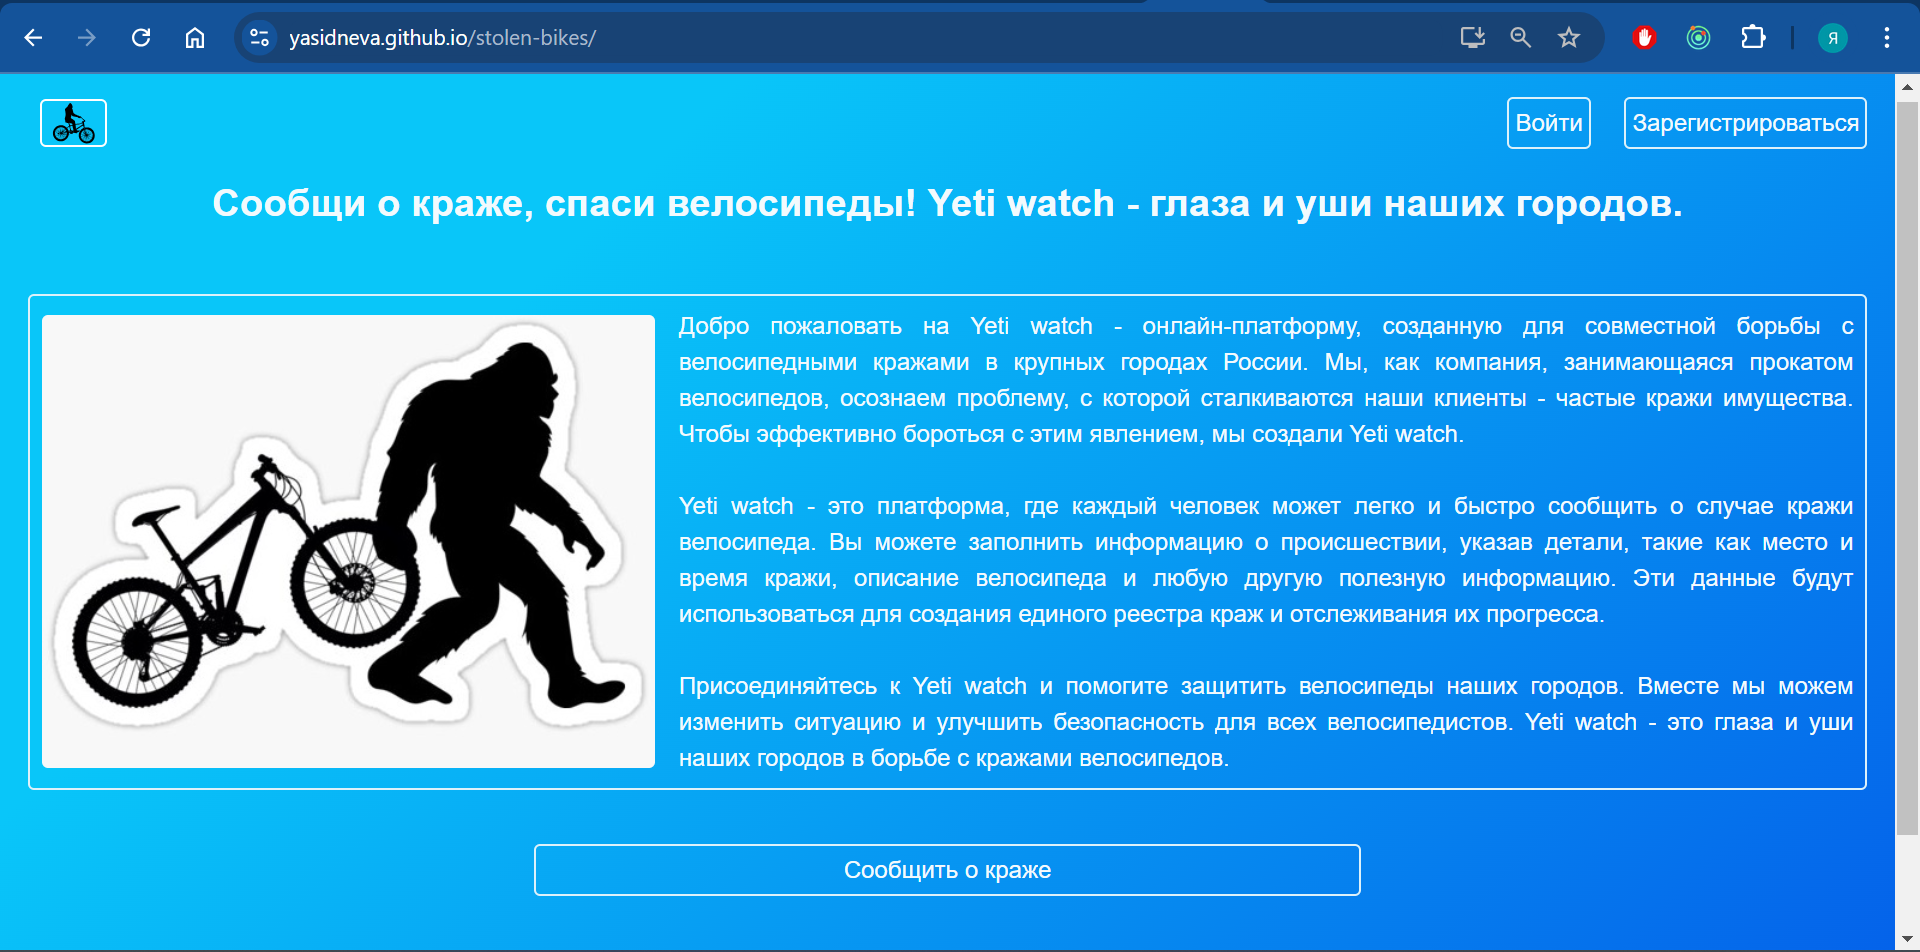 yasidneva.github.io/stolen-bikes/
Я
Войти
Зарегистрироваться
Сообщи о краже, спаси велосипеды! Yeti watch - глаза и уши наших городов.
Добро пожаловать на Yeti watch - онлайн-платформу, созданную для совместной борьбы с
велосипедными кражами в крупных городах России. Мы, как компания, занимающаяся прокатом
велосипедов, осознаем проблему, с которой сталкиваются наши клиенты - частые кражи имущества.
Чтобы эффективно бороться с этим явлением, мы создали Yeti watch.
Yeti watch - это платформа, где каждый человек может легко и быстро сообщить о случае кражи
велосипеда. Вы можете заполнить информацию о происшествии, указав детали, такие как место и
время кражи, описание велосипеда и любую другую полезную информацию. Эти данные будут
использоваться для создания единого реестра краж и отслеживания их прогресса.
Присоединяйтесь к Yeti watch и помогите защитить велосипеды наших городов. Вместе мы можем
изменить ситуацию и улучшить безопасность для всех велосипедистов. Yeti watch - это глаза и уши
наших городов в борьбе с кражами велосипедов.
Сообщить о краже